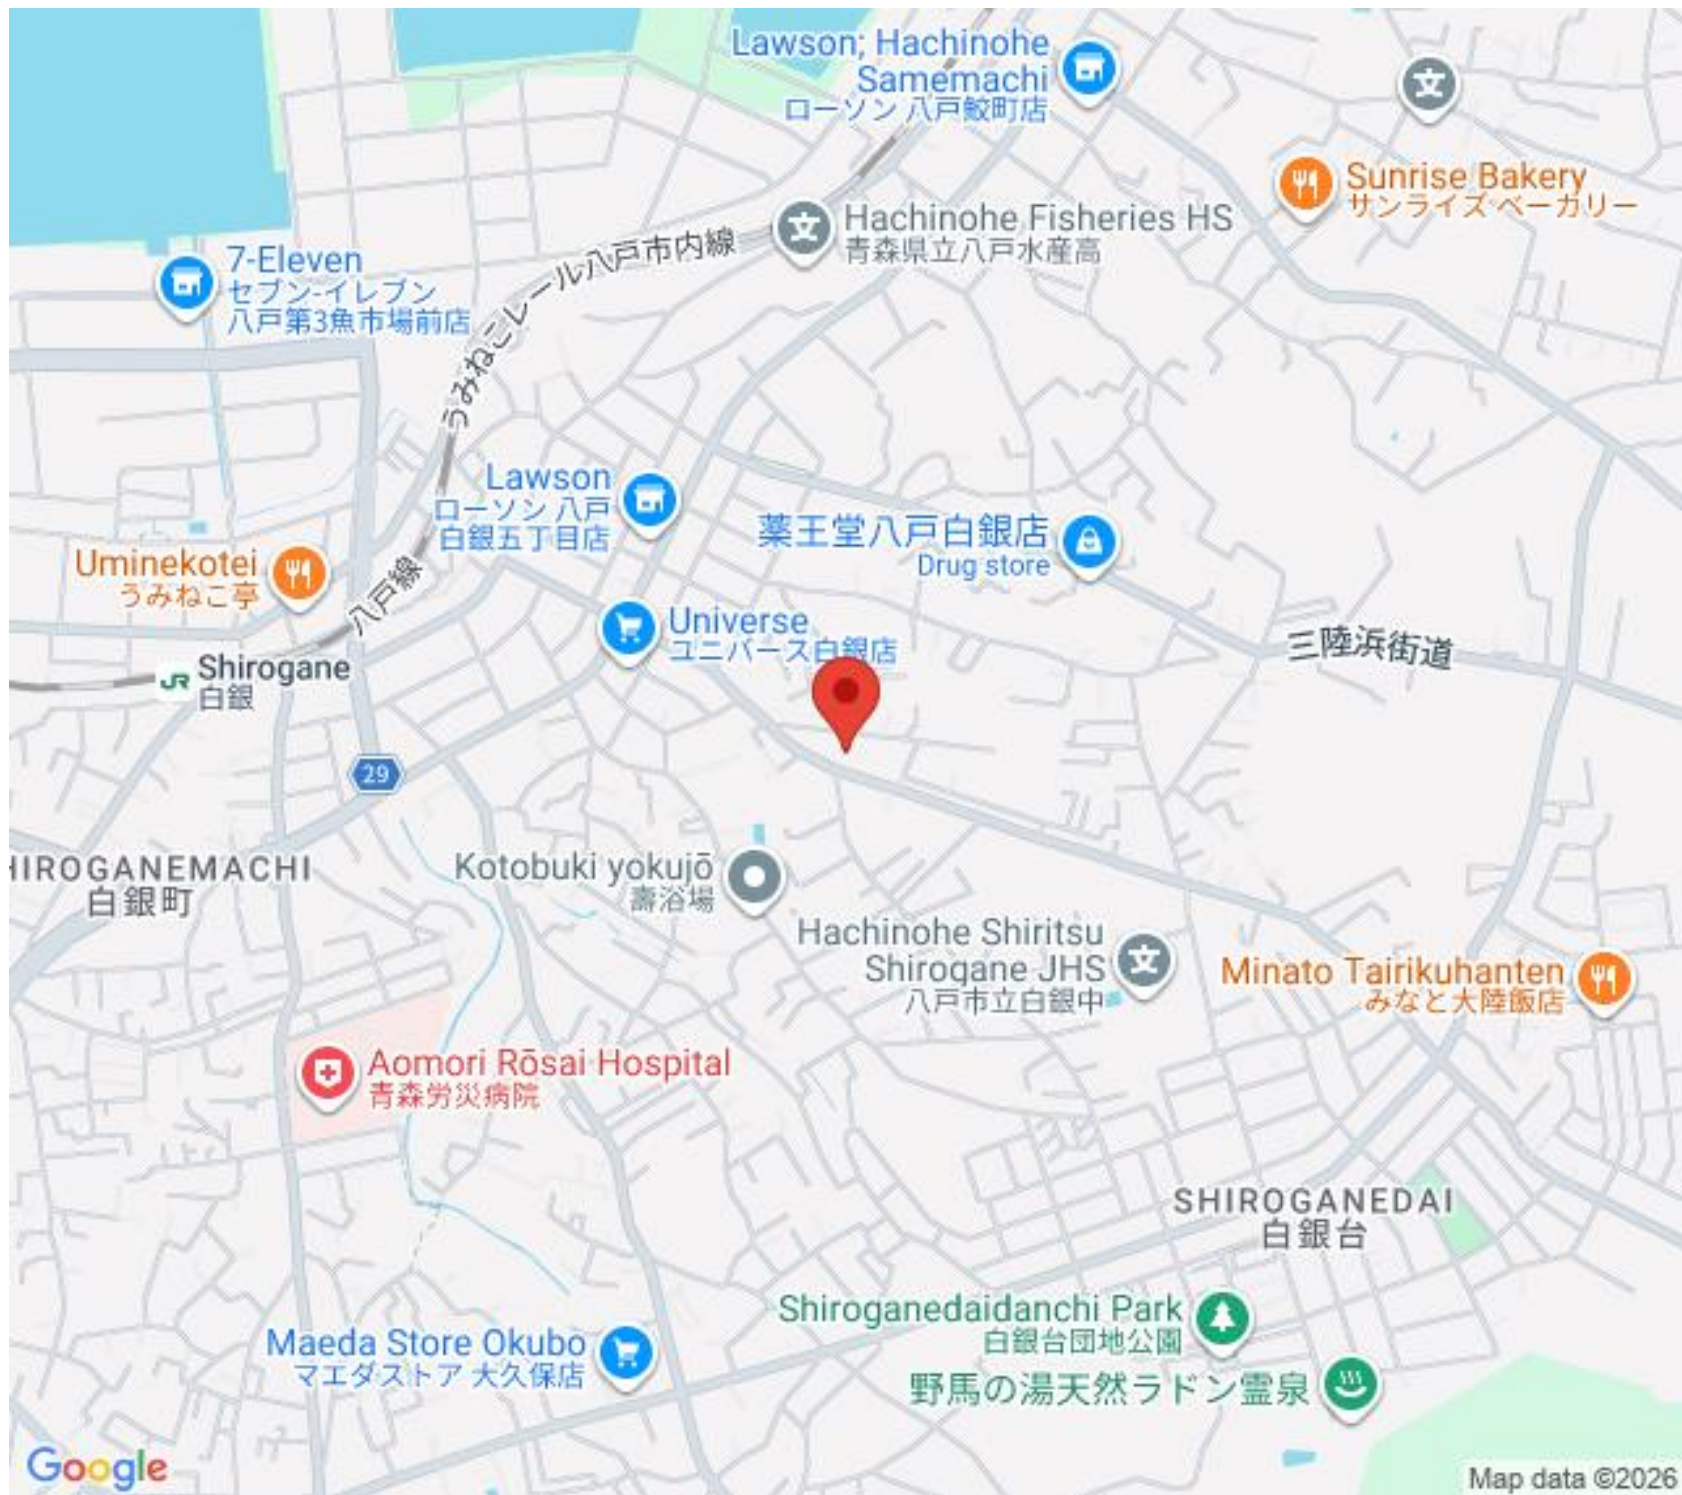 Lawson; Hachinohe
Samemachi
ローソン 八戸鮫町店
Sunrise Bakery
サンライズ ベーカリー
Hachinohe Fisheries HS
青森県立八戸水産高
うみねこレール八戸市内線
7-Eleven
セブン-イレブン
八戸第3魚市場前店
Lawson
ローソン 八戸
白銀五丁目店
薬王堂八戸白銀店
Drug store
Uminekotei
うみねこ亭
八戸線
Universe
ユニバース白銀店
三陸浜街道
JR
Shirogane
白銀
29
HIROGANEMACHI
白銀町
Kotobuki yokujō
壽浴場
Hachinohe Shiritsu
Shirogane JHS
八戸市立白銀中
Minato Tairikuhanten
みなと大陸飯店
Aomori Rōsai Hospital
青森労災病院
SHIROGANEDAI
白銀台
Shiroganedaidanchi Park
白銀台団地公園
Maeda Store Okubo
マエダストア 大久保店
野馬の湯天然ラドン霊泉
Google
Map data ©2026